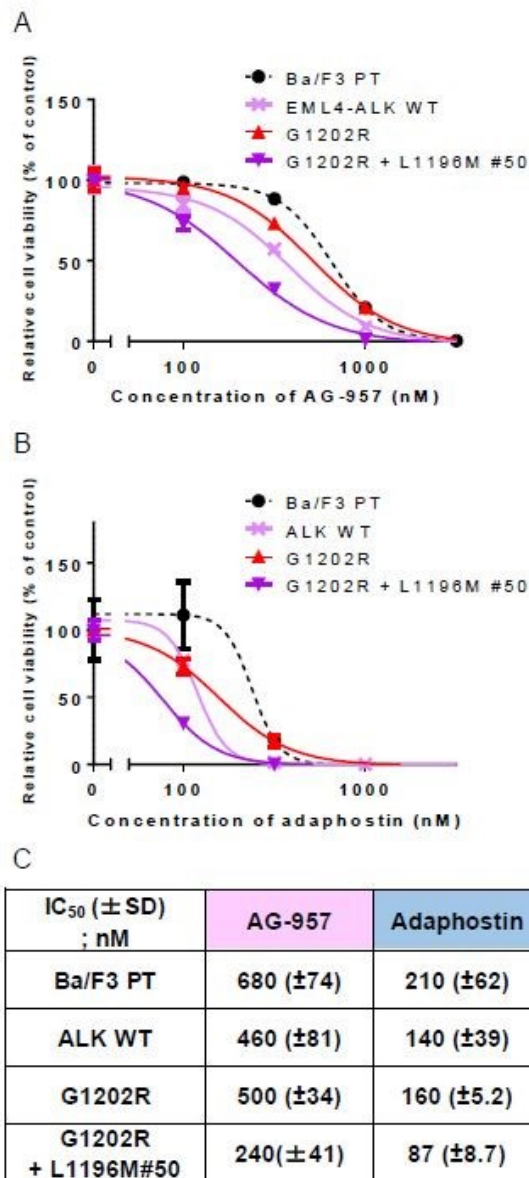 A
Ba/F3 PT
EML4-ALK WT
G1202R
G1202R + L1196M #50
Relative cell viability (% of control)
150
100
50
0
0
100
1000
Concentration of AG-957 (nM)
B
Ba/F3 PT
ALK WT
G1202R
G1202R + L1196M #50
Relative cell viability (% of control)
150
100
50
0
0
100
1000
Concentration of adaphostin (nM)
C
IC50 (±SD) ; nM
AG-957
Adaphostin
Ba/F3 PT
680 (±74)
210 (±62)
ALK WT
460 (±81)
140 (±39)
G1202R
500 (±34)
160 (±5.2)
G1202R + L1196M#50
240(±41)
87 (±8.7)